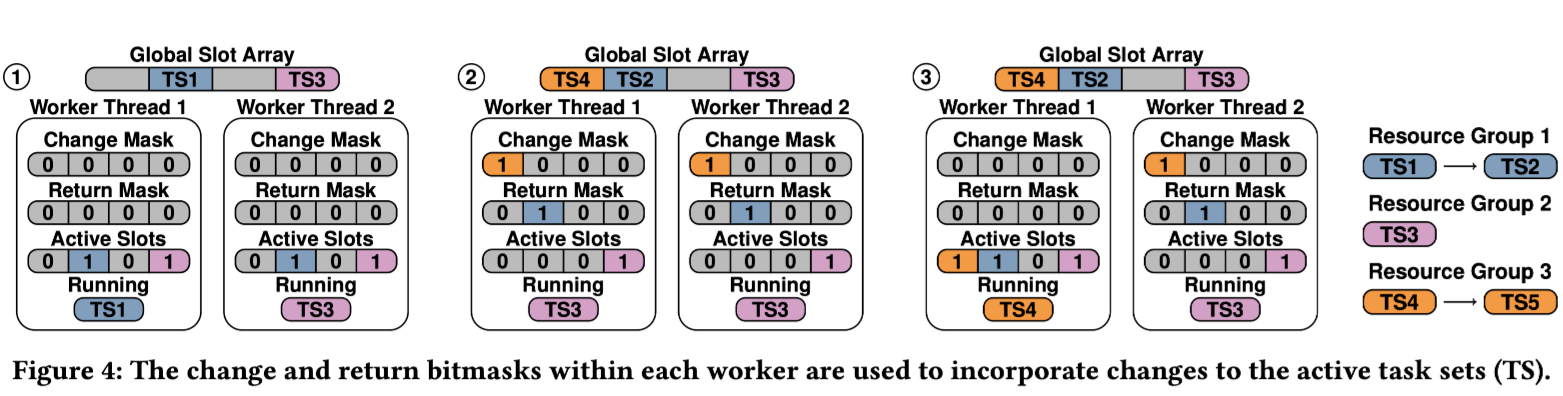 ①
Global Slot Array
TS1 TS3
Worker Thread 1
Change Mask
0 0 0 0
Return Mask
0 0 0 0
Active Slots
0 1 0 1
Running
TS1
Worker Thread 2
Change Mask
0 0 0 0
Return Mask
0 0 0 0
Active Slots
0 1 0 1
Running
TS3
②
Global Slot Array
TS4 TS2 TS3
Worker Thread 1
Change Mask
1 0 0 0
Return Mask
0 1 0 0
Active Slots
0 0 0 1
Running
TS3
Worker Thread 2
Change Mask
1 0 0 0
Return Mask
0 1 0 0
Active Slots
0 0 0 1
Running
TS3
③
Global Slot Array
TS4 TS2 TS3
Worker Thread 1
Change Mask
0 0 0 0
Return Mask
0 0 0 0
Active Slots
1 1 0 1
Running
TS4
Worker Thread 2
Change Mask
1 0 0 0
Return Mask
0 1 0 0
Active Slots
0 0 0 1
Running
TS3
Resource Group 1
TS1 → TS2
Resource Group 2
TS3
Resource Group 3
TS4 → TS5
Figure 4: The change and return bitmasks within each worker are used to incorporate changes to the active task sets (TS).